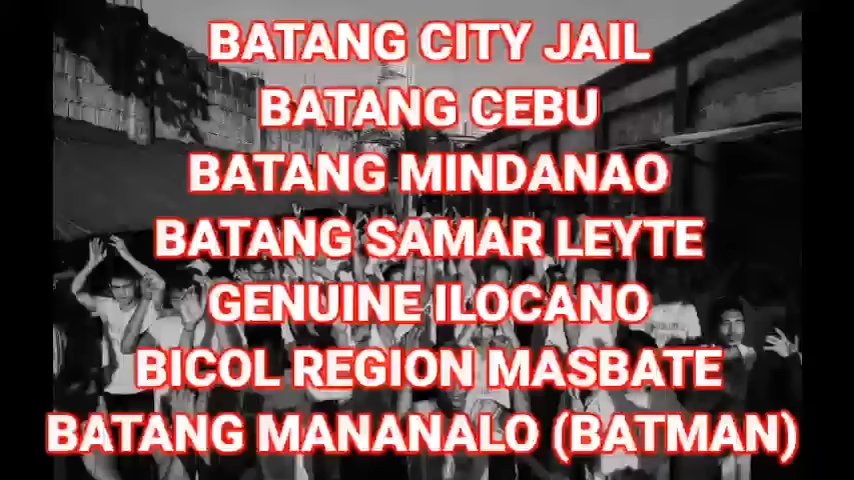 BATANG CITY JAIL
BATANG CEBU
BATANG MINDANAO
BATANG SAMAR LEYTE
GENUINE ILOCANO
BICOL REGION MASBATE
BATANG MANANALO (BATMAN)